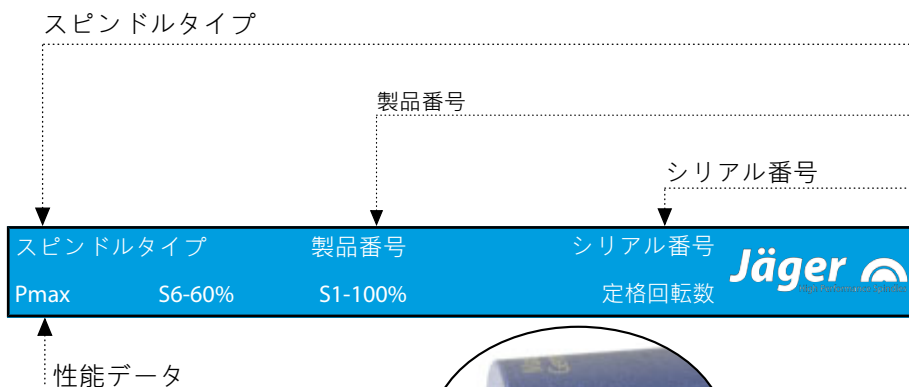 スピンドルタイプ
製品番号
シリアル番号
スピンドルタイプ 製品番号 シリアル番号
Jäger
Pmax S6-60% S1-100% 定格回転数
性能データ